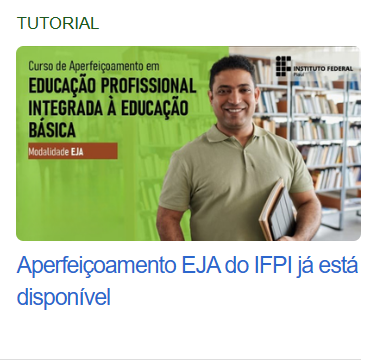 TUTORIAL
Curso de Aperfeiçoamento em
EDUCAÇÃO PROFISSIONAL
INTEGRADA À EDUCAÇÃO
BÁSICA
Modalidade EJA
INSTITUTO FEDERAL
Piauí
Aperfeiçoamento EJA do IFPI já está
disponível